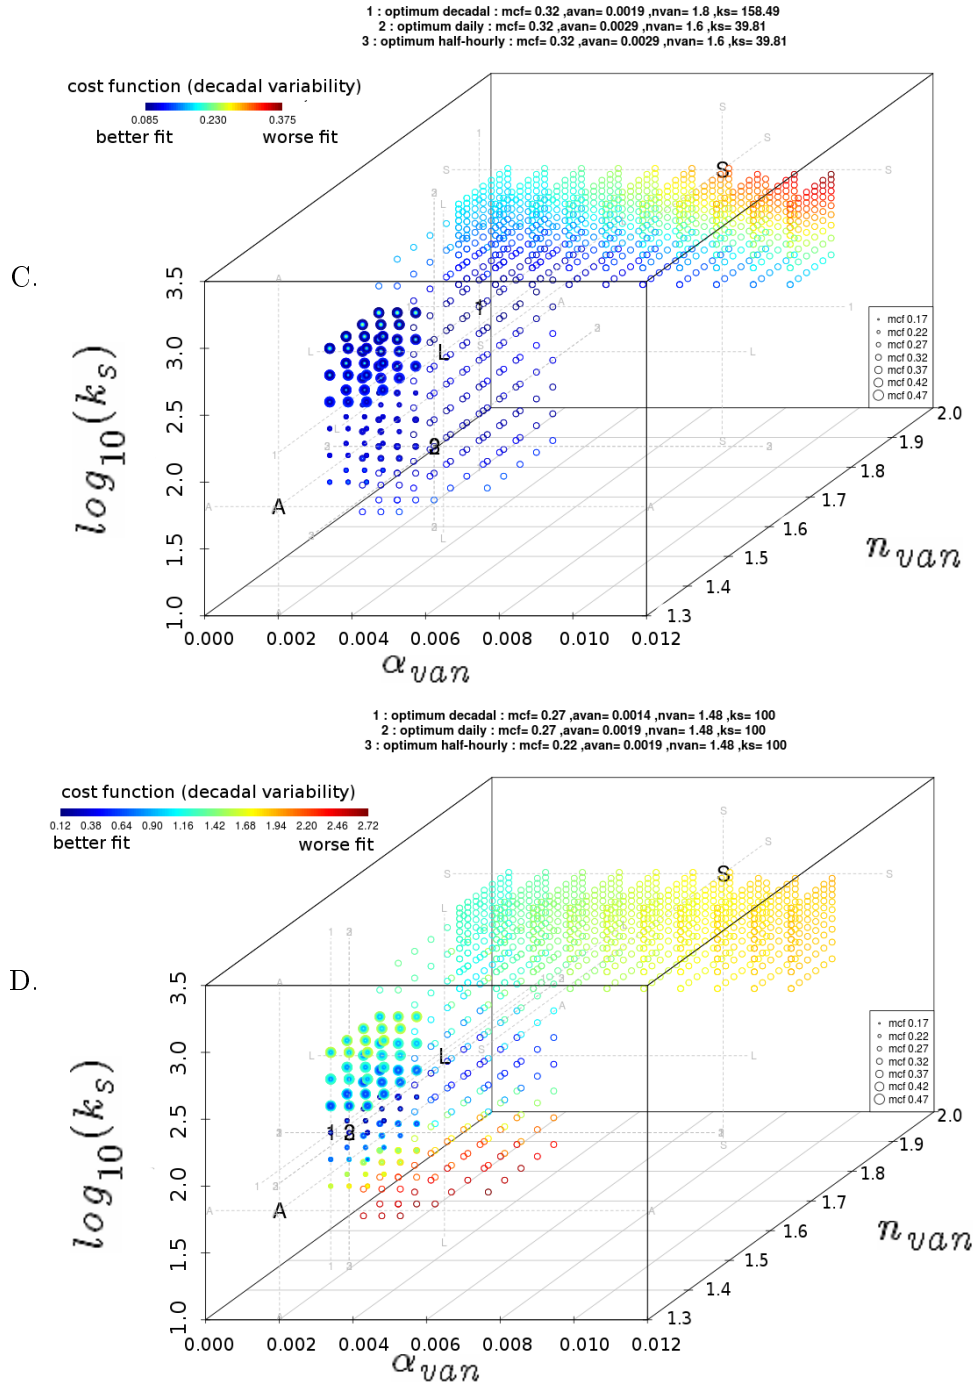 1 : optimum decadal : mcf= 0.32 ,avan= 0.0019 ,nvan= 1.8 ,ks= 158.49
2 : optimum daily : mcf= 0.32 ,avan= 0.0029 ,nvan= 1.6 ,ks= 39.81
3 : optimum half-hourly : mcf= 0.32 ,avan= 0.0029 ,nvan= 1.6 ,ks= 39.81
cost function (decadal variability)
0.085 0.230 0.375
better fit worse fit
C.
S
1
L
2
A
3.5
3.0
2.5
2.0
1.5
1.0
log10(ks)
mcf 0.17
mcf 0.22
mcf 0.27
mcf 0.32
mcf 0.37
mcf 0.42
mcf 0.47
2.0
1.9
1.8
1.7
1.6
1.5
1.4
1.3
n van
0.000 0.002 0.004 0.006 0.008 0.010 0.012
α van
1 : optimum decadal : mcf= 0.27 ,avan= 0.0014 ,nvan= 1.48 ,ks= 100
2 : optimum daily : mcf= 0.27 ,avan= 0.0019 ,nvan= 1.48 ,ks= 100
3 : optimum half-hourly : mcf= 0.22 ,avan= 0.0019 ,nvan= 1.48 ,ks= 100
cost function (decadal variability)
0.12 0.38 0.64 0.90 1.16 1.42 1.68 1.94 2.20 2.46 2.72
better fit worse fit
D.
S
L
1 2
A
3.5
3.0
2.5
2.0
1.5
1.0
log10(ks)
mcf 0.17
mcf 0.22
mcf 0.27
mcf 0.32
mcf 0.37
mcf 0.42
mcf 0.47
2.0
1.9
1.8
1.7
1.6
1.5
1.4
1.3
n van
0.000 0.002 0.004 0.006 0.008 0.010 0.012
α van